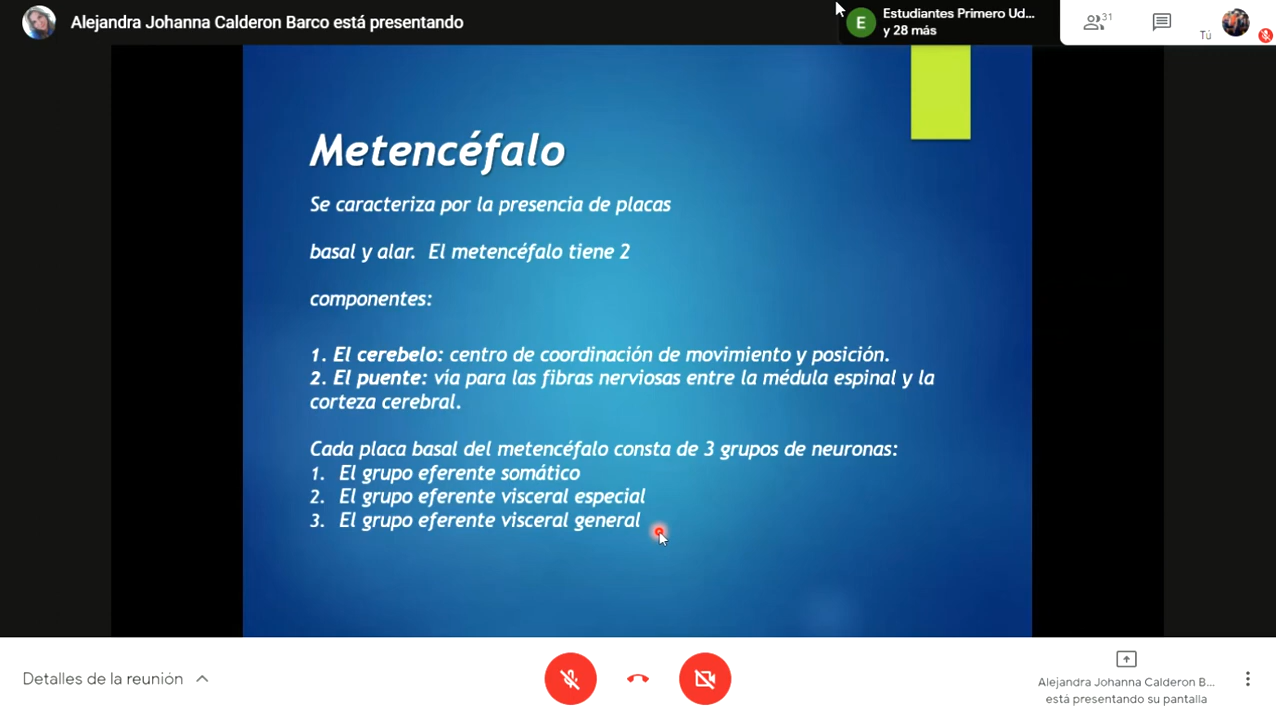 Alejandra Johanna Calderon Barco está presentando
E
Estudiantes Primero Ud...
y 28 más
31
Tú
Metencéfalo
Se caracteriza por la presencia de placas
basal y alar. El metencéfalo tiene 2
componentes:
1. El cerebelo: centro de coordinación de movimiento y posición.
2. El puente: vía para las fibras nerviosas entre la médula espinal y la
corteza cerebral.
Cada placa basal del metencéfalo consta de 3 grupos de neuronas:
1. El grupo eferente somático
2. El grupo eferente visceral especial
3. El grupo eferente visceral general
Detalles de la reunión
Alejandra Johanna Calderon B...
está presentando su pantalla